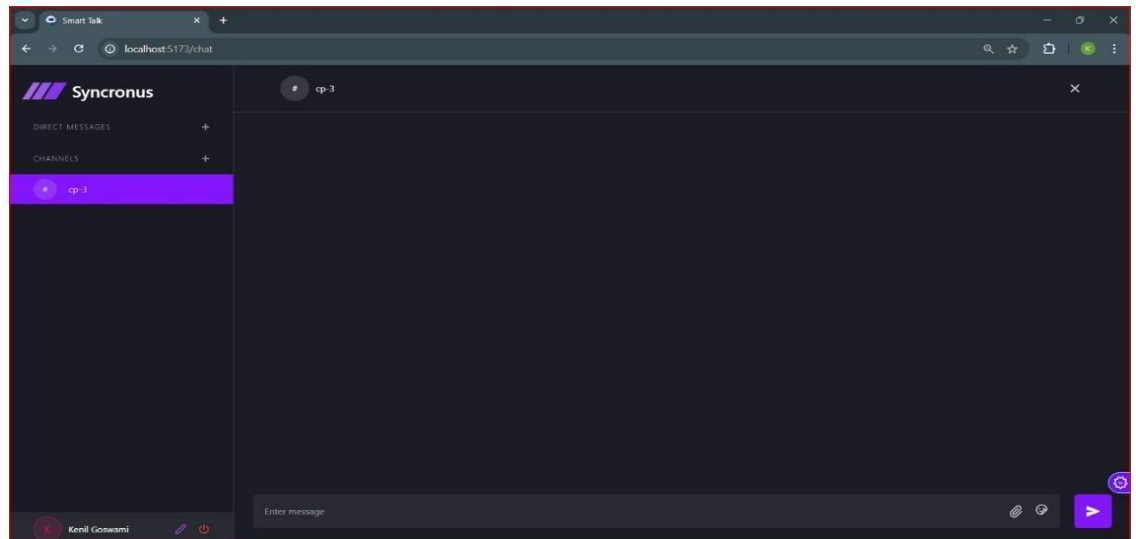 Smart Talk
localhost:5173/chat
K
Syncronus
# cp-3
DIRECT MESSAGES
CHANNELS
# cp-3
Enter message
K Kenil Goswami